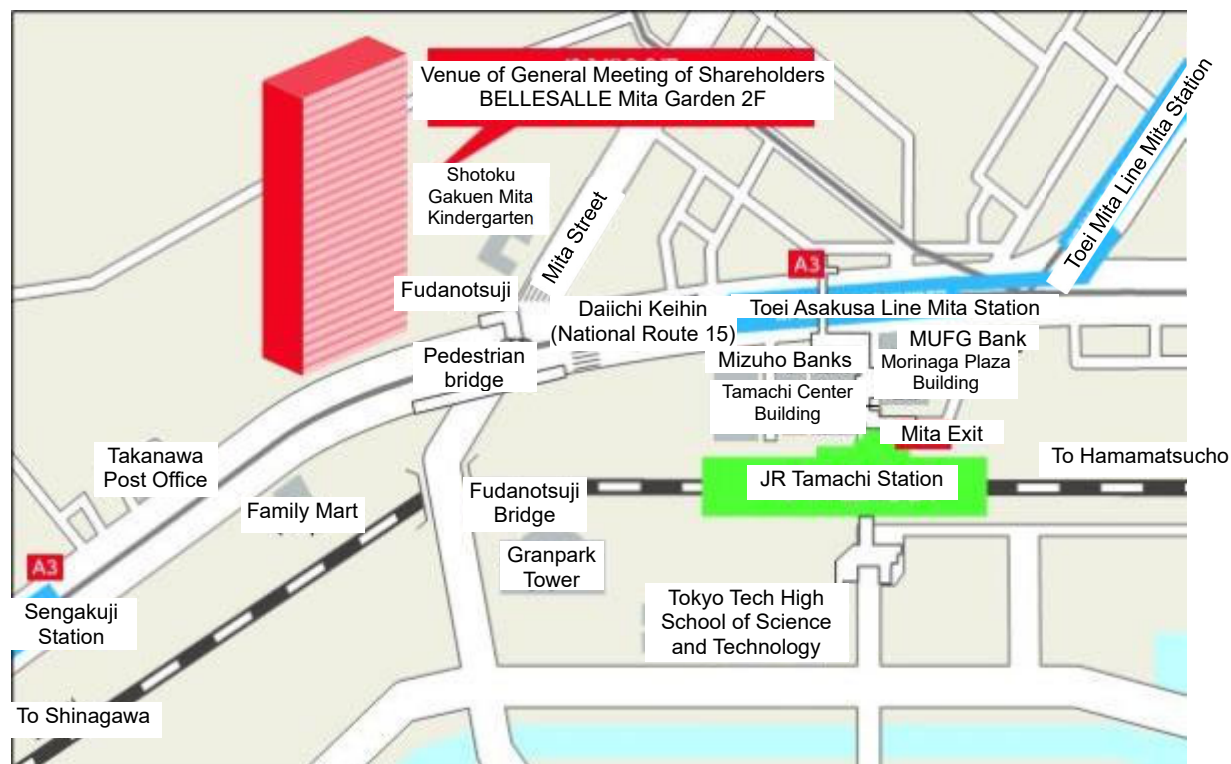 Venue of General Meeting of Shareholders
BELLESALLE Mita Garden 2F
Shotoku
Gakuen Mita
Kindergarten
Mita Street
Toei Mita Line Mita Station
A3
Fudanotsuji
Daiichi Keihin
(National Route 15)
Toei Asakusa Line Mita Station
Pedestrian
bridge
Mizuho Banks
MUFG Bank
Morinaga Plaza
Building
Tamachi Center
Building
Mita Exit
Takanawa
Post Office
To Hamamatsucho
JR Tamachi Station
Family Mart
Fudanotsuji
Bridge
Granpark
Tower
A3
Sengakuji
Station
Tokyo Tech High
School of Science
and Technology
To Shinagawa